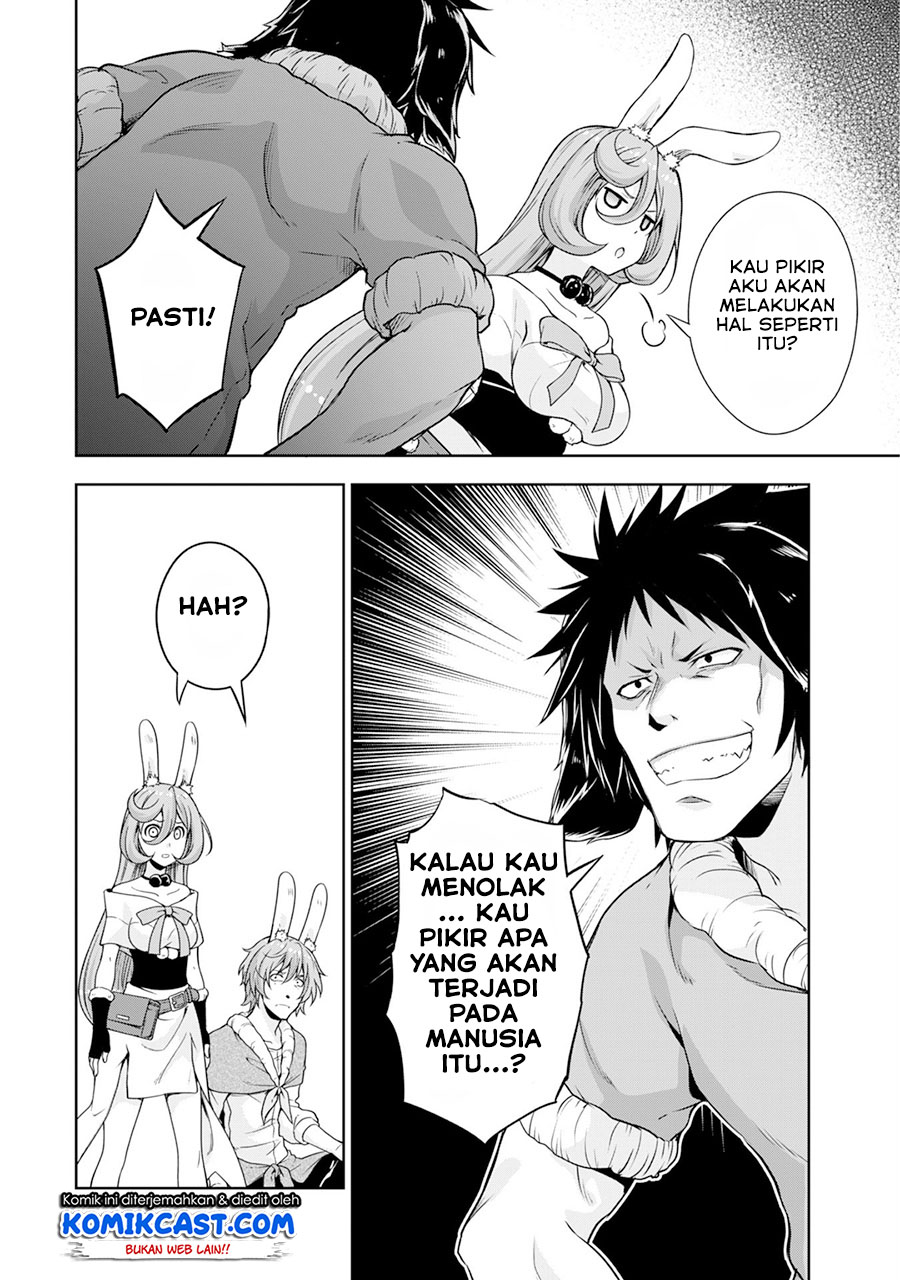 KAU PIKIR
AKU AKAN
MELAKUKAN
HAL SEPERTI
ITU?
PASTI!
KALAU KAU
MENOLAK
... KAU
PIKIR APA
YANG AKAN
TERJADI
PADA
MANUSIA
ITU...?
HAH?
Komik ini diterjemahkan & diedit oleh
KOMIKCAST.COM
BUKAN WEB LAIN!!